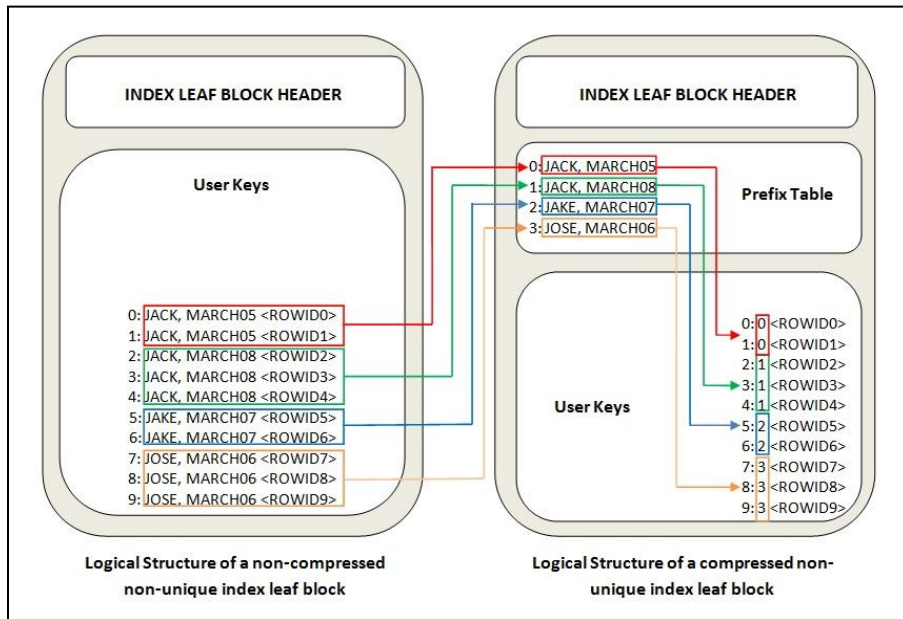 INDEX LEAF BLOCK HEADER
User Keys
0: JACK, MARCH05 <ROWID0>
1: JACK, MARCH05 <ROWID1>
2: JACK, MARCH08 <ROWID2>
3: JACK, MARCH08 <ROWID3>
4: JACK, MARCH08 <ROWID4>
5: JAKE, MARCH07 <ROWID5>
6: JAKE, MARCH07 <ROWID6>
7: JOSE, MARCH06 <ROWID7>
8: JOSE, MARCH06 <ROWID8>
9: JOSE, MARCH06 <ROWID9>
Logical Structure of a non-compressed
non-unique index leaf block
INDEX LEAF BLOCK HEADER
0: JACK, MARCH05
1: JACK, MARCH08
2: JAKE, MARCH07
3: JOSE, MARCH06
Prefix Table
User Keys
0: 0 <ROWID0>
1: 0 <ROWID1>
2: 1 <ROWID2>
3: 1 <ROWID3>
4: 1 <ROWID4>
5: 2 <ROWID5>
6: 2 <ROWID6>
7: 3 <ROWID7>
8: 3 <ROWID8>
9: 3 <ROWID9>
Logical Structure of a compressed non-
unique index leaf block